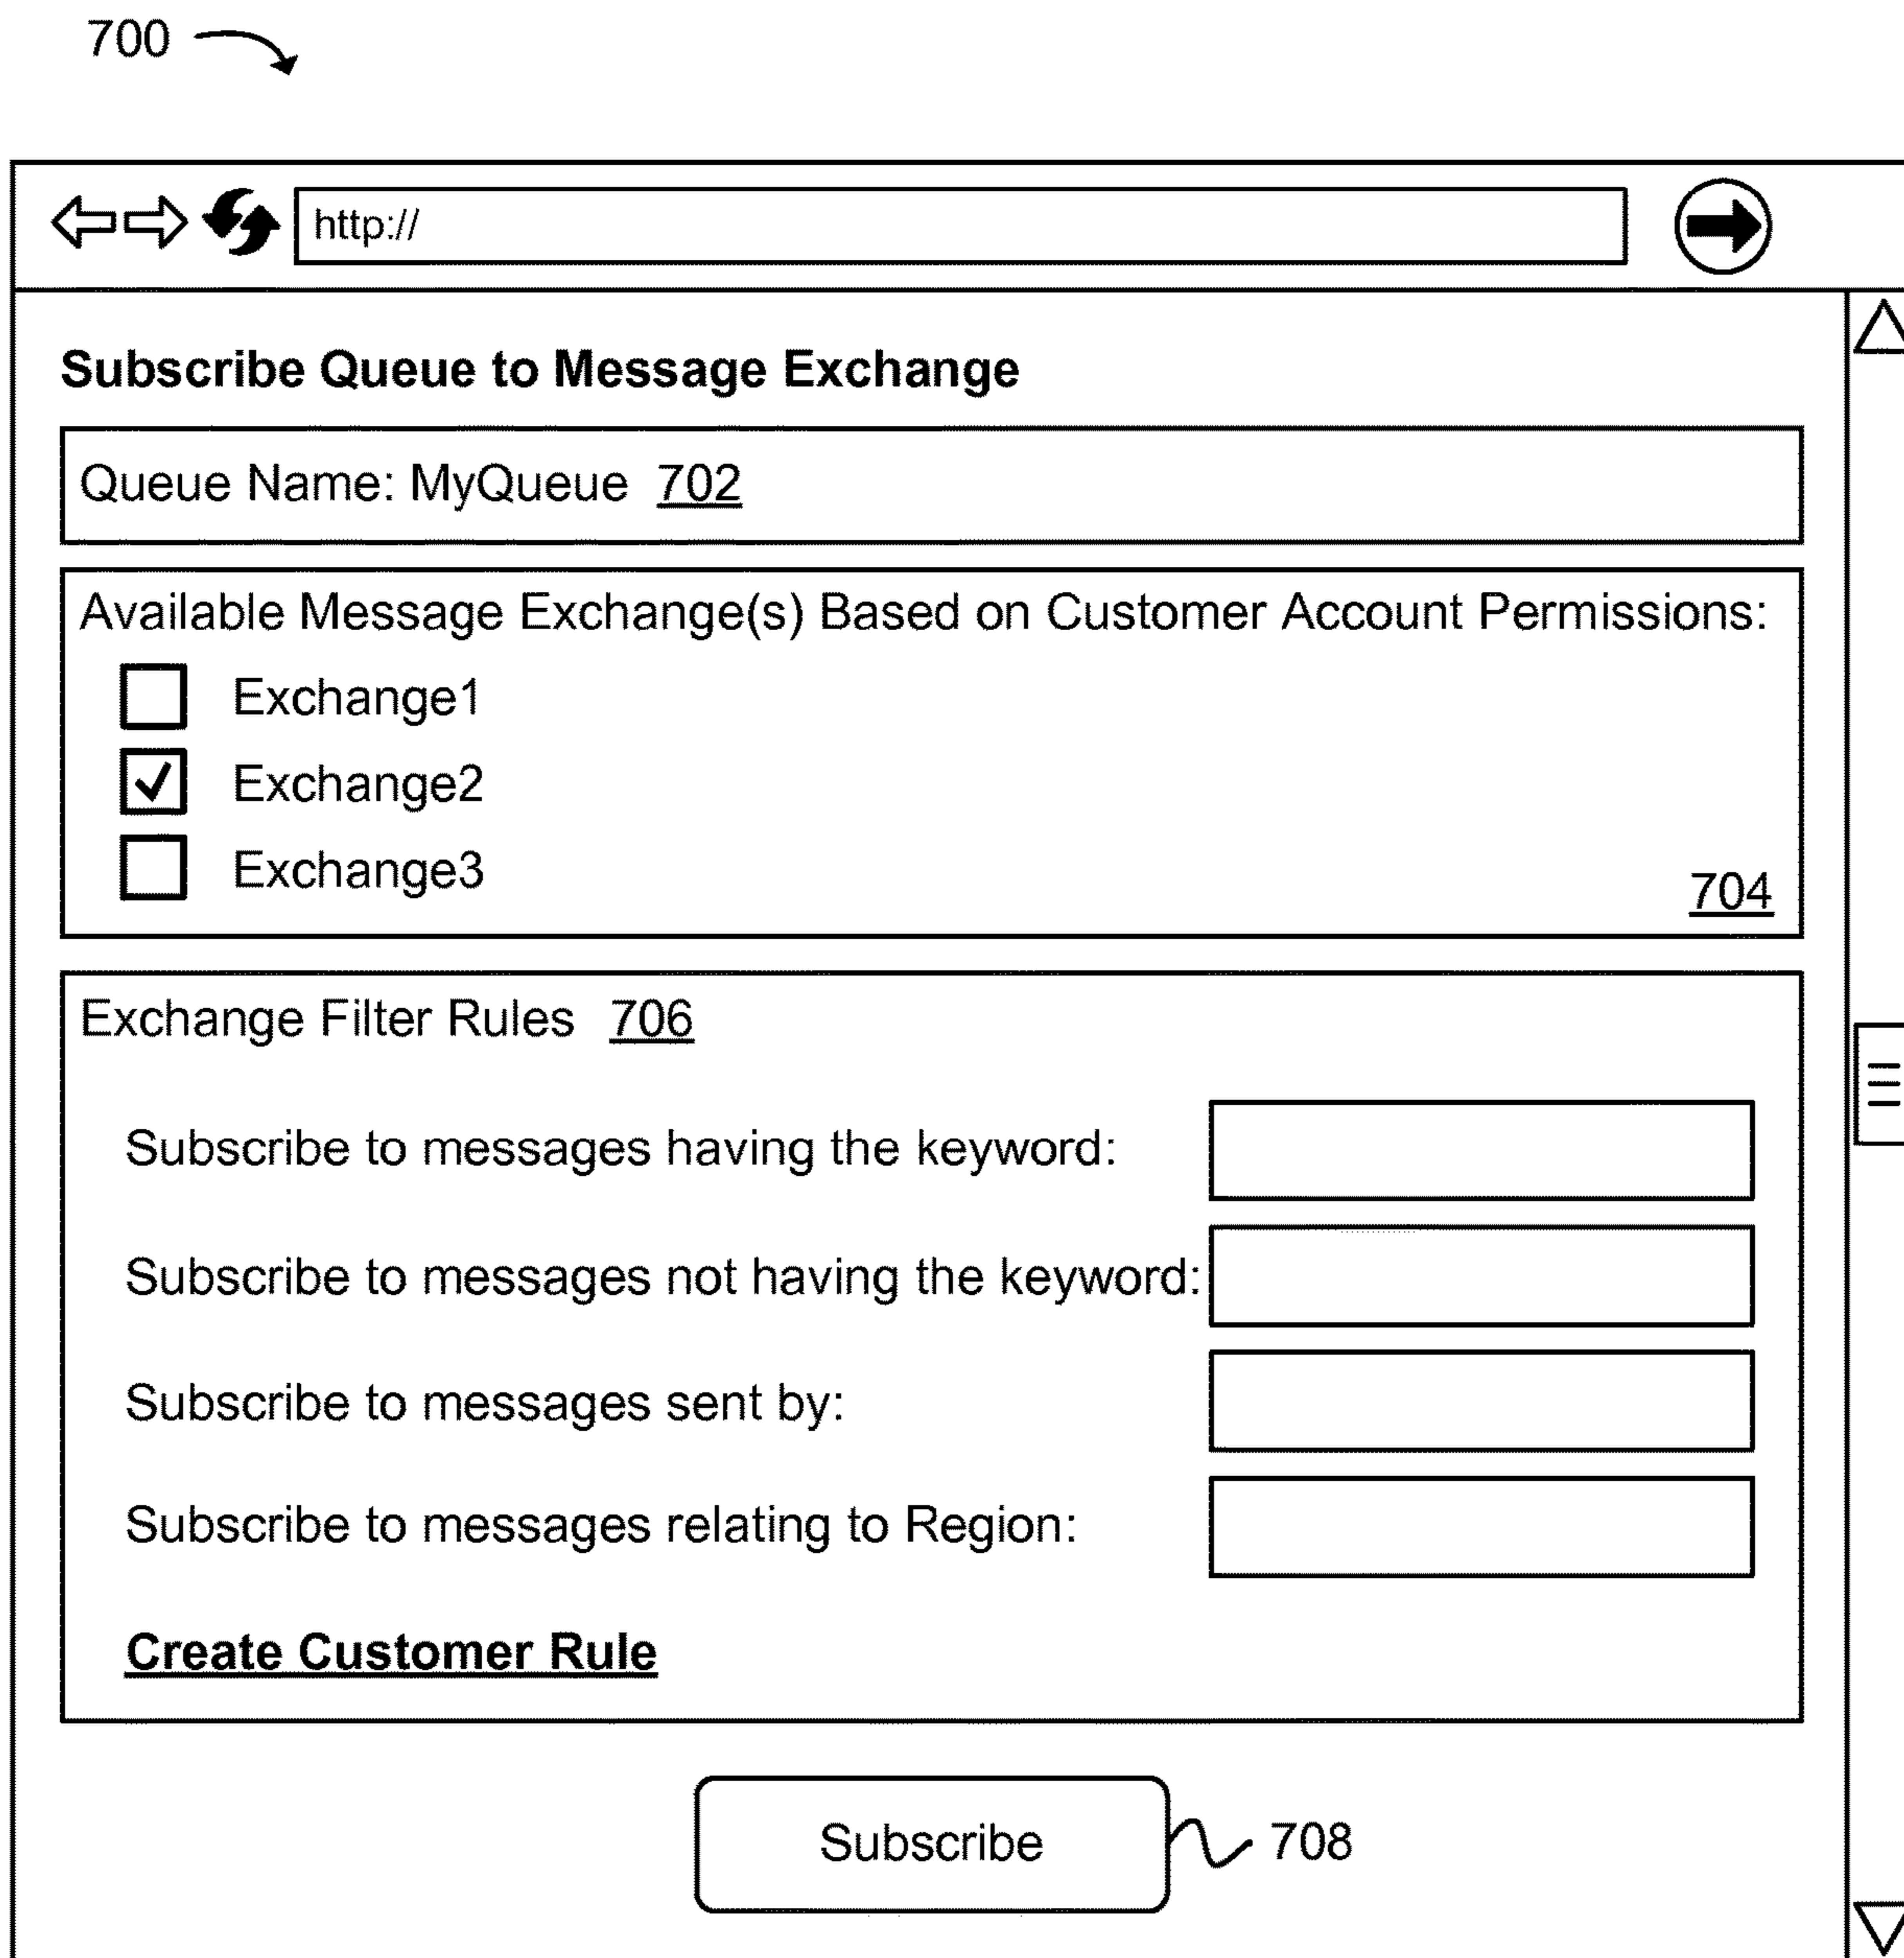 700
http://
Subscribe Queue to Message Exchange
Queue Name: MyQueue 702
Available Message Exchange(s) Based on Customer Account Permissions:
Exchange1
Exchange2
Exchange3
704
Exchange Filter Rules 706
Subscribe to messages having the keyword:
Subscribe to messages not having the keyword:
Subscribe to messages sent by:
Subscribe to messages relating to Region:
Create Customer Rule
Subscribe 708